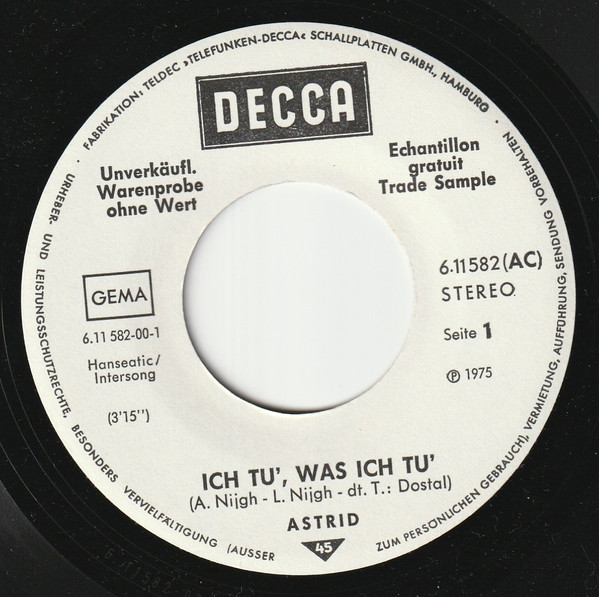 · FABRIKATION: TELDEC »TELEFUNKEN-DECCA« SCHALLPLATTEN GMBH., HAMBURG ·
URHEBER- UND LEISTUNGSSCHUTZRECHTE, BESONDERS VERVIELFÄLTIGUNG (AUSSER ZUM PERSÖNLICHEN GEBRAUCH), VERMIETUNG, AUFFÜHRUNG, SENDUNG VORBEHALTEN ·
DECCA
Unverkäufl.
Warenprobe
ohne Wert
Echantillon
gratuit
Trade Sample
GEMA
6.11 582-00-1
Hanseatic/
Intersong
(3'15'')
6.11582(AC)
STEREO
Seite 1
℗ 1975
ICH TU', WAS ICH TU'
(A. Nijgh - L. Nijgh - dt. T.: Dostal)
ASTRID
45